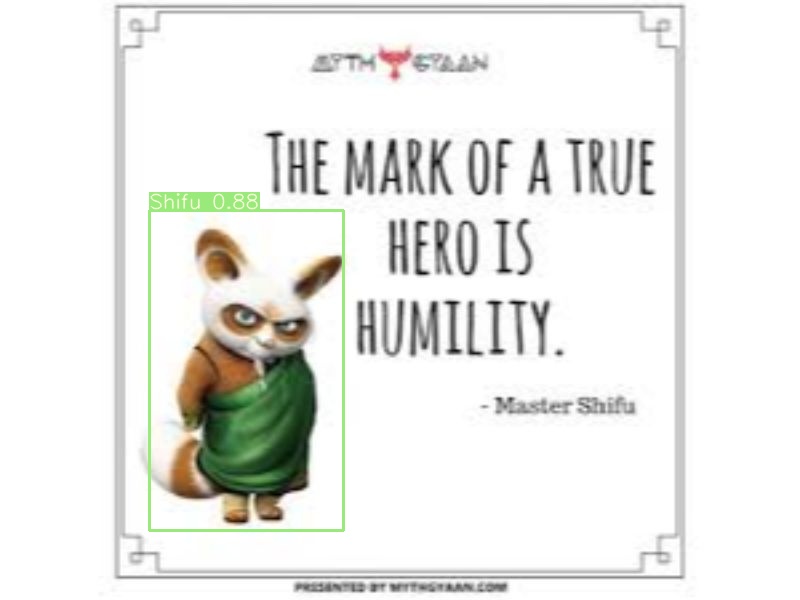 MYTH GYAAN
THE MARK OF A TRUE
Shifu 0.88
HERO IS
HUMILITY.
- Master Shifu
PRESENTED BY MYTHGYAAN.COM